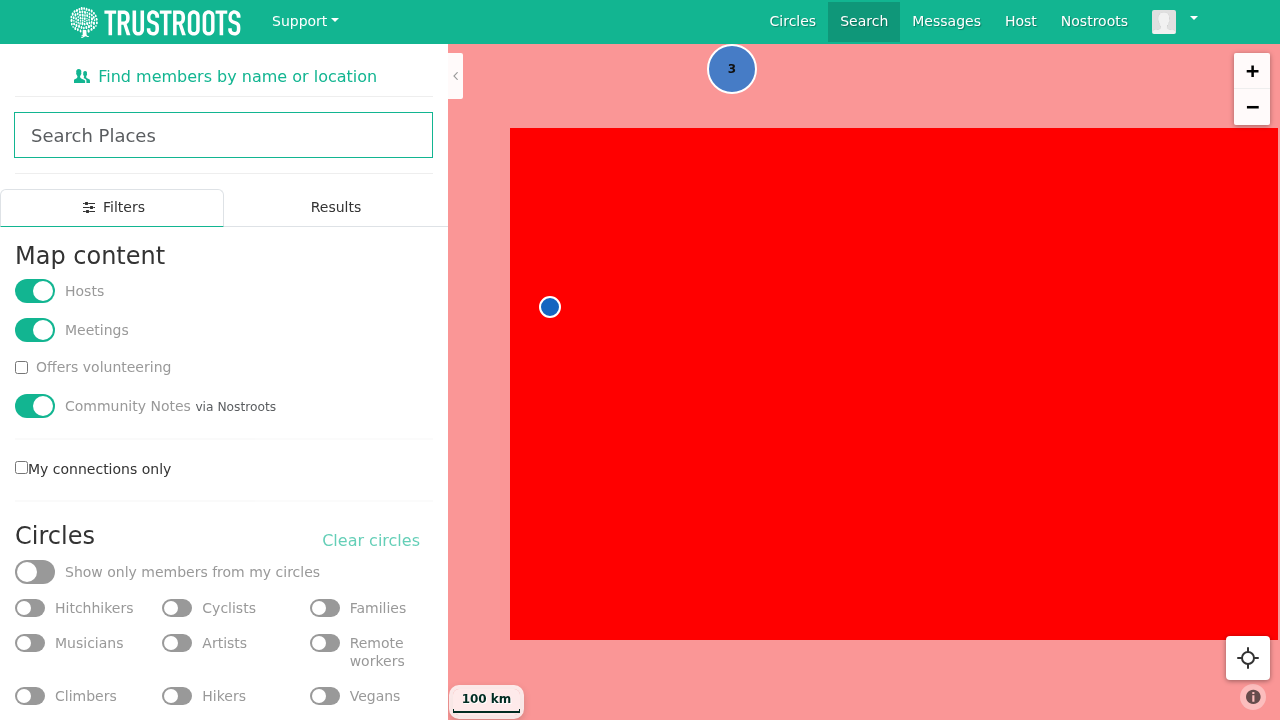 TRUSTROOTS
Support
Circles
Search
Messages
Host
Nostroots
Find members by name or location
Search Places
Filters
Results
Map content
Hosts
Meetings
Offers volunteering
Community Notes via Nostroots
My connections only
Circles
Clear circles
Show only members from my circles
Hitchhikers
Cyclists
Families
Musicians
Artists
Remote
workers
Climbers
Hikers
Vegans
3
+
−
100 km